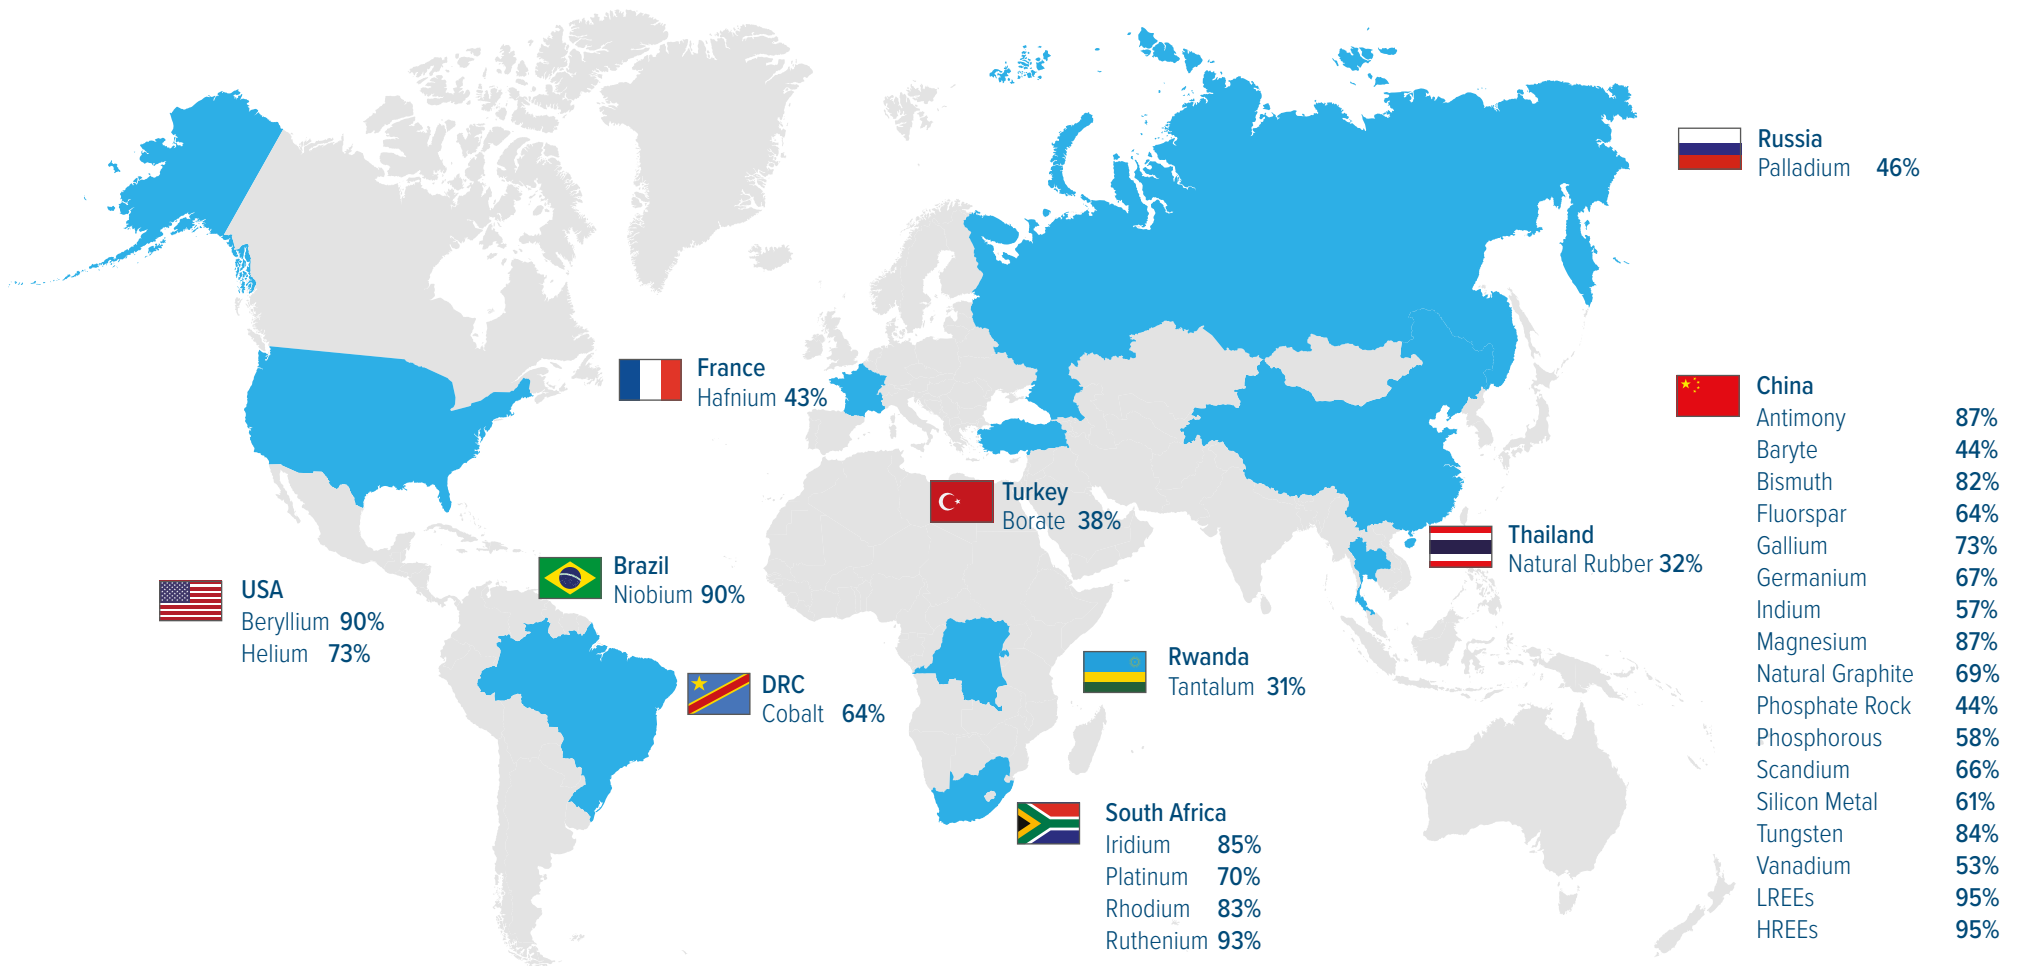 Russia
Palladium 46%
France
Hafnium 43%
China
Antimony 87%
Baryte 44%
Bismuth 82%
Fluorspar 64%
Gallium 73%
Germanium 67%
Indium 57%
Magnesium 87%
Natural Graphite 69%
Phosphate Rock 44%
Phosphorous 58%
Scandium 66%
Silicon Metal 61%
Tungsten 84%
Vanadium 53%
LREEs 95%
HREEs 95%
Turkey
Borate 38%
Thailand
Natural Rubber 32%
Brazil
Niobium 90%
USA
Beryllium 90%
Helium 73%
Rwanda
Tantalum 31%
DRC
Cobalt 64%
South Africa
Iridium 85%
Platinum 70%
Rhodium 83%
Ruthenium 93%